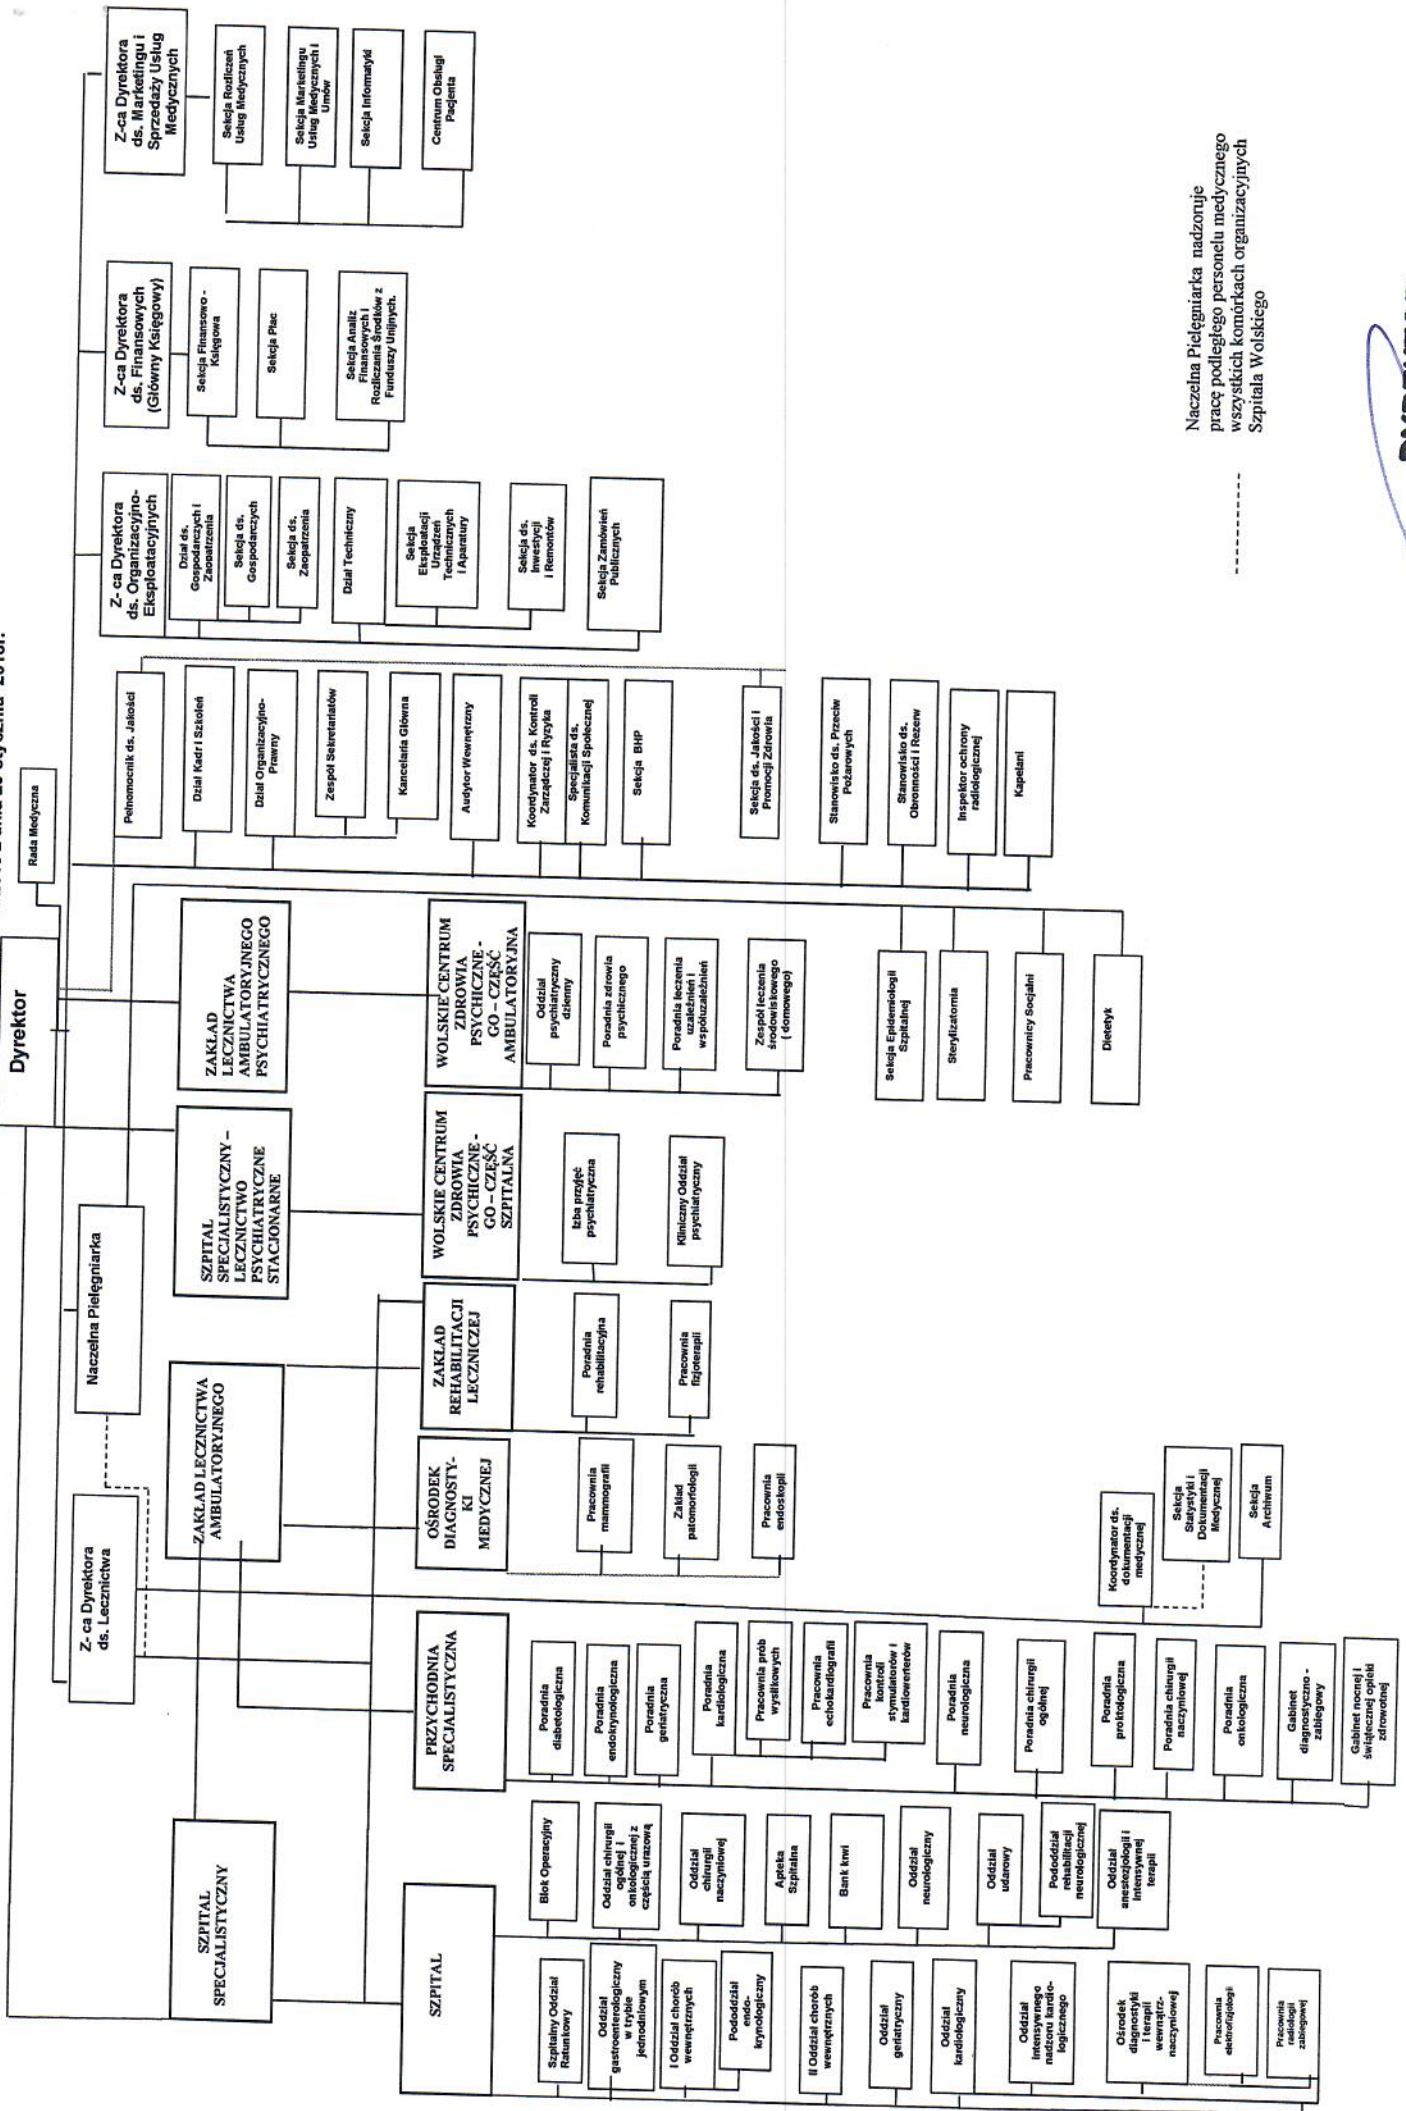 Dyrektor
Rada Medyczna
Z- ca Dyrektora
ds. Lecznictwa
Naczelna Pielęgniarka
Z- ca Dyrektora
ds. Organizacyjno-
Eksploatacyjnych
Z-ca Dyrektora
ds. Finansowych
(Główny Księgowy)
Z-ca Dyrektora
ds. Marketingu i
Sprzedaży Usług
Medycznych
SZPITAL
SPECJALISTYCZNY
ZAKŁAD LECZNICTWA
AMBULATORYJNEGO
SZPITAL
SPECJALISTYCZNY –
LECZNICTWO
PSYCHIATRYCZNE
STACJONARNE
ZAKŁAD
LECZNICTWA
AMBULATORYJNEGO
PSYCHIATRYCZNEGO
SZPITAL
PRZYCHODNIA
SPECJALISTYCZNA
OŚRODEK
DIAGNOSTY-
KI
MEDYCZNEJ
ZAKŁAD
REHABILITACJI
LECZNICZEJ
WOLSKIE CENTRUM
ZDROWIA
PSYCHICZNE -
GO – CZĘŚĆ
SZPITALNA
WOLSKIE CENTRUM
ZDROWIA
PSYCHICZNE -
GO – CZĘŚĆ
AMBULATORYJNA
Szpitalny Oddział
Ratunkowy
Oddział
gastroenterologiczny
w trybie
jednodniowym
I Oddział chorób
wewnętrznych
Pododdział
endo-
krynologiczny
II Oddział chorób
wewnętrznych
Oddział
geriatryczny
Oddział
kardiologiczny
Oddział
intensywnego
nadzoru kardio-
logicznego
Ośrodek
diagnostyki
i terapii
wewnątrz-
naczyniowej
Pracownia
elektrofizjologii
Pracownia
radiologii
zabiegowej
Blok Operacyjny
Oddział chirurgii
ogólnej i
onkologicznej z
częścią urazową
Oddział
chirurgii
naczyniowej
Apteka
Szpitalna
Bank krwi
Oddział
neurologiczny
Oddział
udarowy
Pododdział
rehabilitacji
neurologicznej
Oddział
anestezjologii i
Intensywnej
terapii
Poradnia
diabetologiczna
Poradnia
endokrynologiczna
Poradnia
geriatryczna
Poradnia
kardiologiczna
Pracownia prób
wysiłkowych
Pracownia
echokardiografii
Pracownia
kontroli
stymulatorów i
kardiowerterów
Poradnia
neurologiczna
Poradnia chirurgii
ogólnej
Poradnia
proktologiczna
Poradnia chirurgii
naczyniowej
Poradnia
onkologiczna
Gabinet
diagnostyczno -
zabiegowy
Gabinet nocnej i
świątecznej opieki
zdrowotnej
Pracownia
mammografii
Zakład
patomorfologii
Pracownia
endoskopii
Koordynator ds.
dokumentacji
medycznej
Sekcja
Statystyki i
Dokumentacji
Medycznej
Sekcja
Archiwum
Poradnia
rehabilitacyjna
Pracownia
fizjoterapii
Izba przyjęć
psychiatryczna
Kliniczny Oddział
psychiatryczny
Oddział
psychiatryczny
dzienny
Poradnia zdrowia
psychicznego
Poradnia leczenia
uzależnień i
współuzależnień
Zespół leczenia
środowiskowego
( domowego)
Sekcja Epidemiologii
Szpitalnej
Sterylizatornia
Pracownicy Socjalni
Dietetyk
Pełnomocnik ds. Jakości
Dział Kadr i Szkoleń
Dział Organizacyjno-
Prawny
Zespół Sekretariatów
Kancelaria Główna
Audytor Wewnętrzny
Koordynator ds. Kontroli
Zarządczej i Ryzyka
Specjalista ds.
Komunikacji Społecznej
Sekcja BHP
Sekcja ds. Jakości i
Promocji Zdrowia
Stanowisko ds. Przeciw
Pożarowych
Stanowisko ds.
Obronności i Rezerw
Inspektor ochrony
radiologicznej
Kapelani
Dział ds.
Gospodarczych i
Zaopatrzenia
Sekcja ds.
Gospodarczych
Sekcja ds.
Zaopatrzenia
Dział Techniczny
Sekcja
Eksploatacji
Urządzeń
Technicznych
i Aparatury
Sekcja ds.
Inwestycji
i Remontów
Sekcja Zamówień
Publicznych
Sekcja Finansowo -
Księgowa
Sekcja Płac
Sekcja Analiz
Finansowych i
Rozliczania Środków z
Funduszy Unijnych.
Sekcja Rozliczeń
Usług Medycznych
Sekcja Marketingu
Usług Medycznych i
Umów
Sekcja Informatyki
Centrum Obsługi
Pacjenta
Naczelna Pielęgniarka nadzoruje
pracę podległego personelu medycznego
wszystkich komórkach organizacyjnych
Szpitala Wolskiego